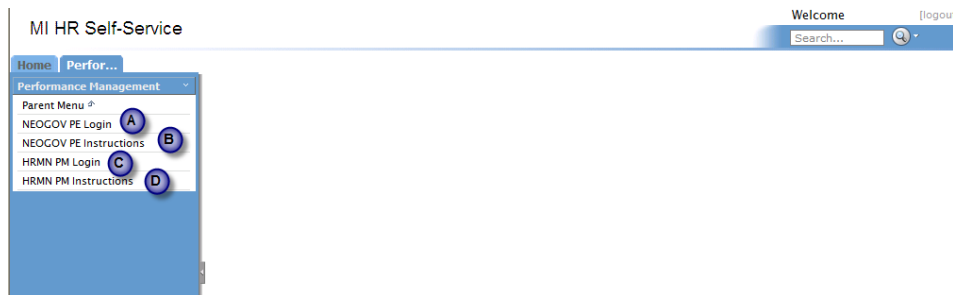 Welcome [logout
MI HR Self-Service
Search...
Home Perfor...
Performance Management
Parent Menu
NEOGOV PE Login A
NEOGOV PE Instructions B
HRMN PM Login C
HRMN PM Instructions D